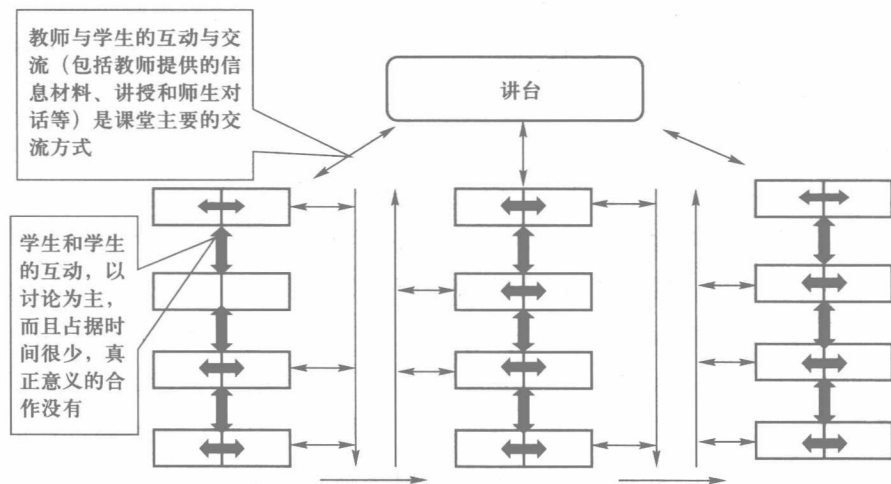 教师与学生的互动与交
流（包括教师提供的信
息材料、讲授和师生对
话等）是课堂主要的交
流方式
讲台
学生和学生
的互动，以
讨论为主，
而且占据时
间很少，真
正意义的合
作没有